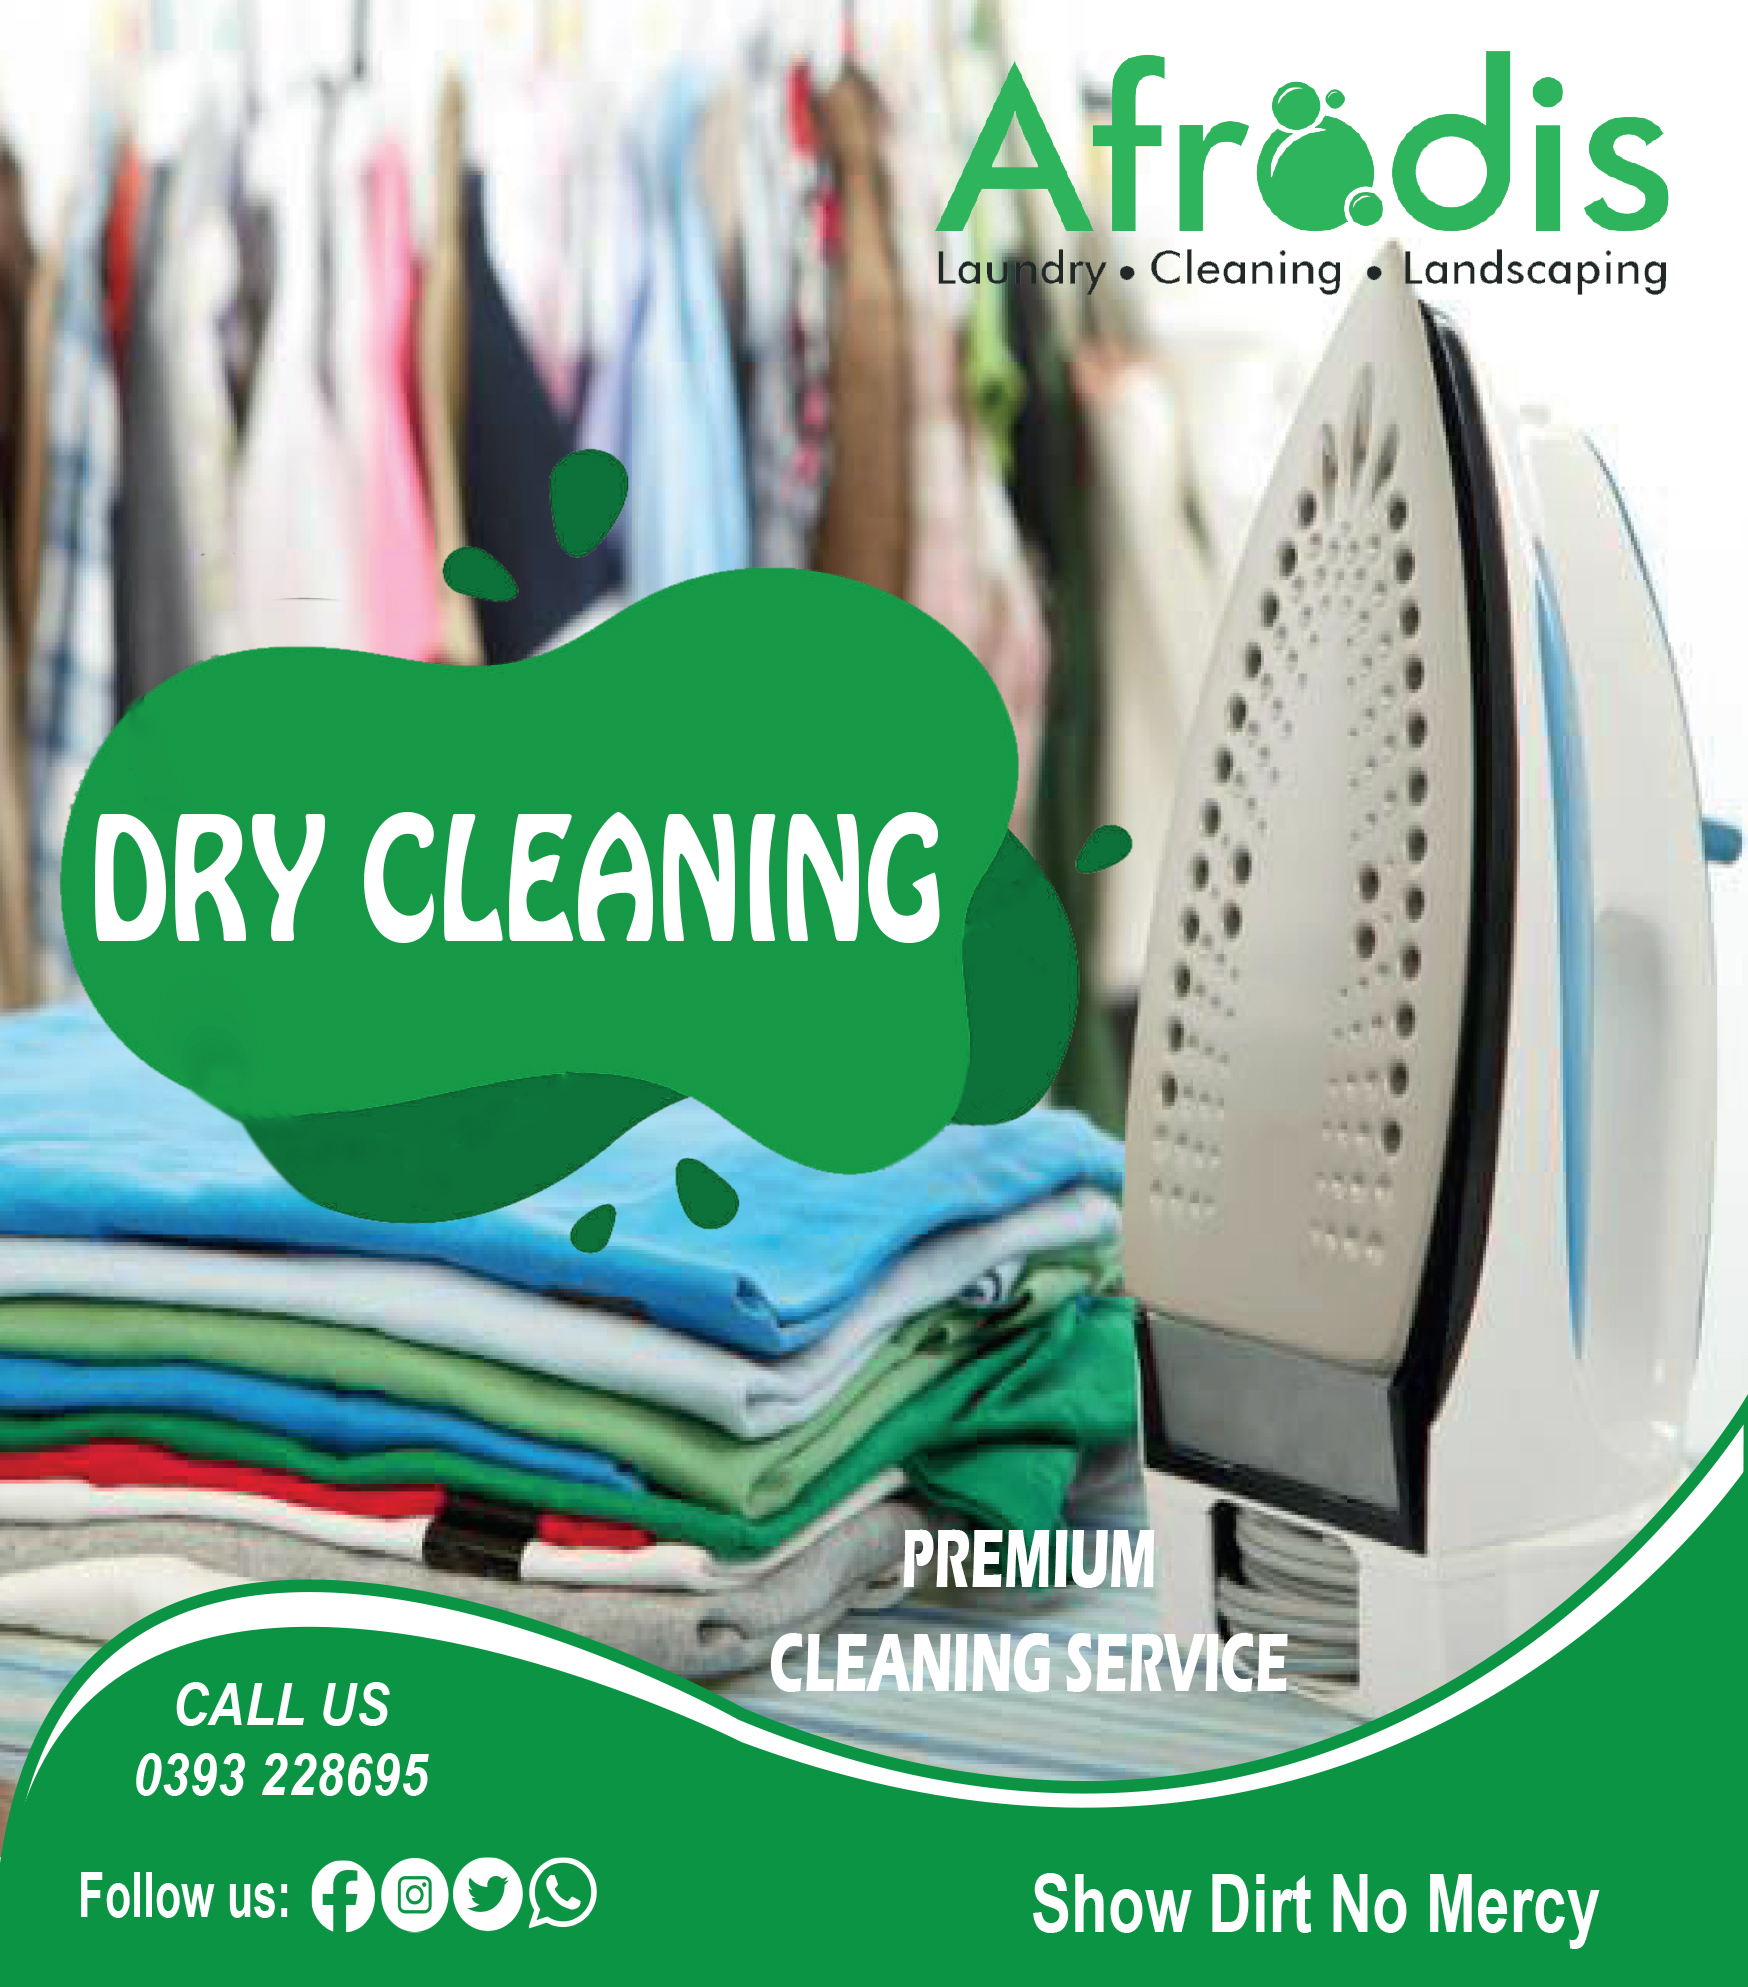 Afrodis
Laundry • Cleaning • Landscaping
DRY CLEANING
PREMIUM
CLEANING SERVICE
CALL US
0393 228695
Follow us:
Show Dirt No Mercy